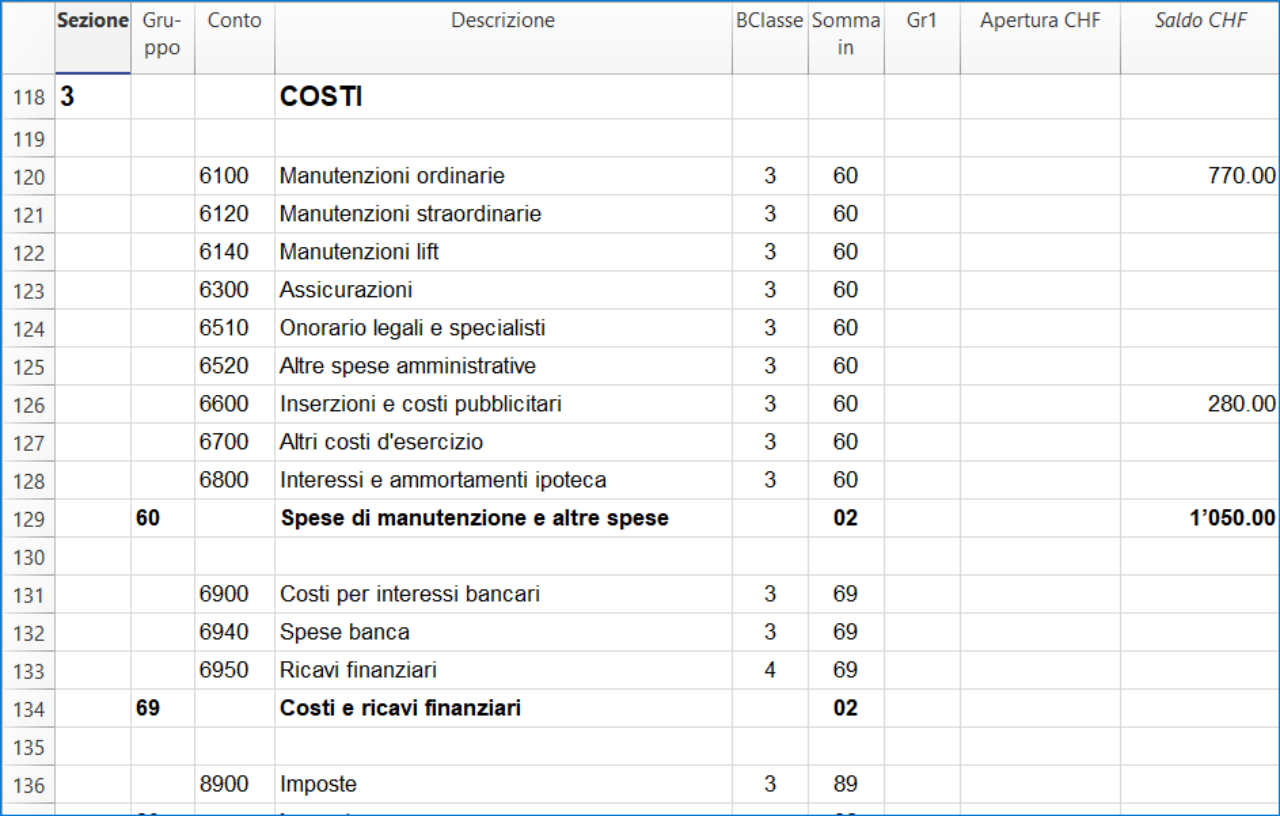 Sezione Gru-ppo Conto Descrizione BClasse Somma in Gr1 Apertura CHF Saldo CHF
118 3 COSTI
119
120 6100 Manutenzioni ordinarie 3 60 770.00
121 6120 Manutenzioni straordinarie 3 60
122 6140 Manutenzioni lift 3 60
123 6300 Assicurazioni 3 60
124 6510 Onorario legali e specialisti 3 60
125 6520 Altre spese amministrative 3 60
126 6600 Inserzioni e costi pubblicitari 3 60 280.00
127 6700 Altri costi d'esercizio 3 60
128 6800 Interessi e ammortamenti ipoteca 3 60
129 60 Spese di manutenzione e altre spese 02 1’050.00
130
131 6900 Costi per interessi bancari 3 69
132 6940 Spese banca 3 69
133 6950 Ricavi finanziari 4 69
134 69 Costi e ricavi finanziari 02
135
136 8900 Imposte 3 89